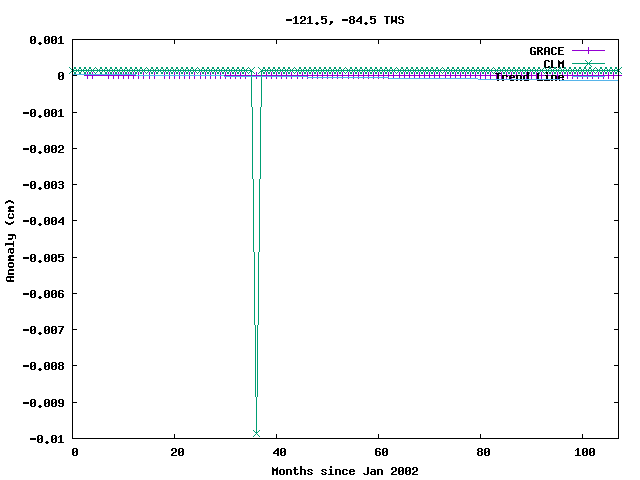 -121.5, -84.5 TWS
0.001
0
-0.001
-0.002
-0.003
-0.004
-0.005
-0.006
-0.007
-0.008
-0.009
-0.01
Anomaly (cm)
GRACE
CLM
Trend Line
0 20 40 60 80 100
Months since Jan 2002